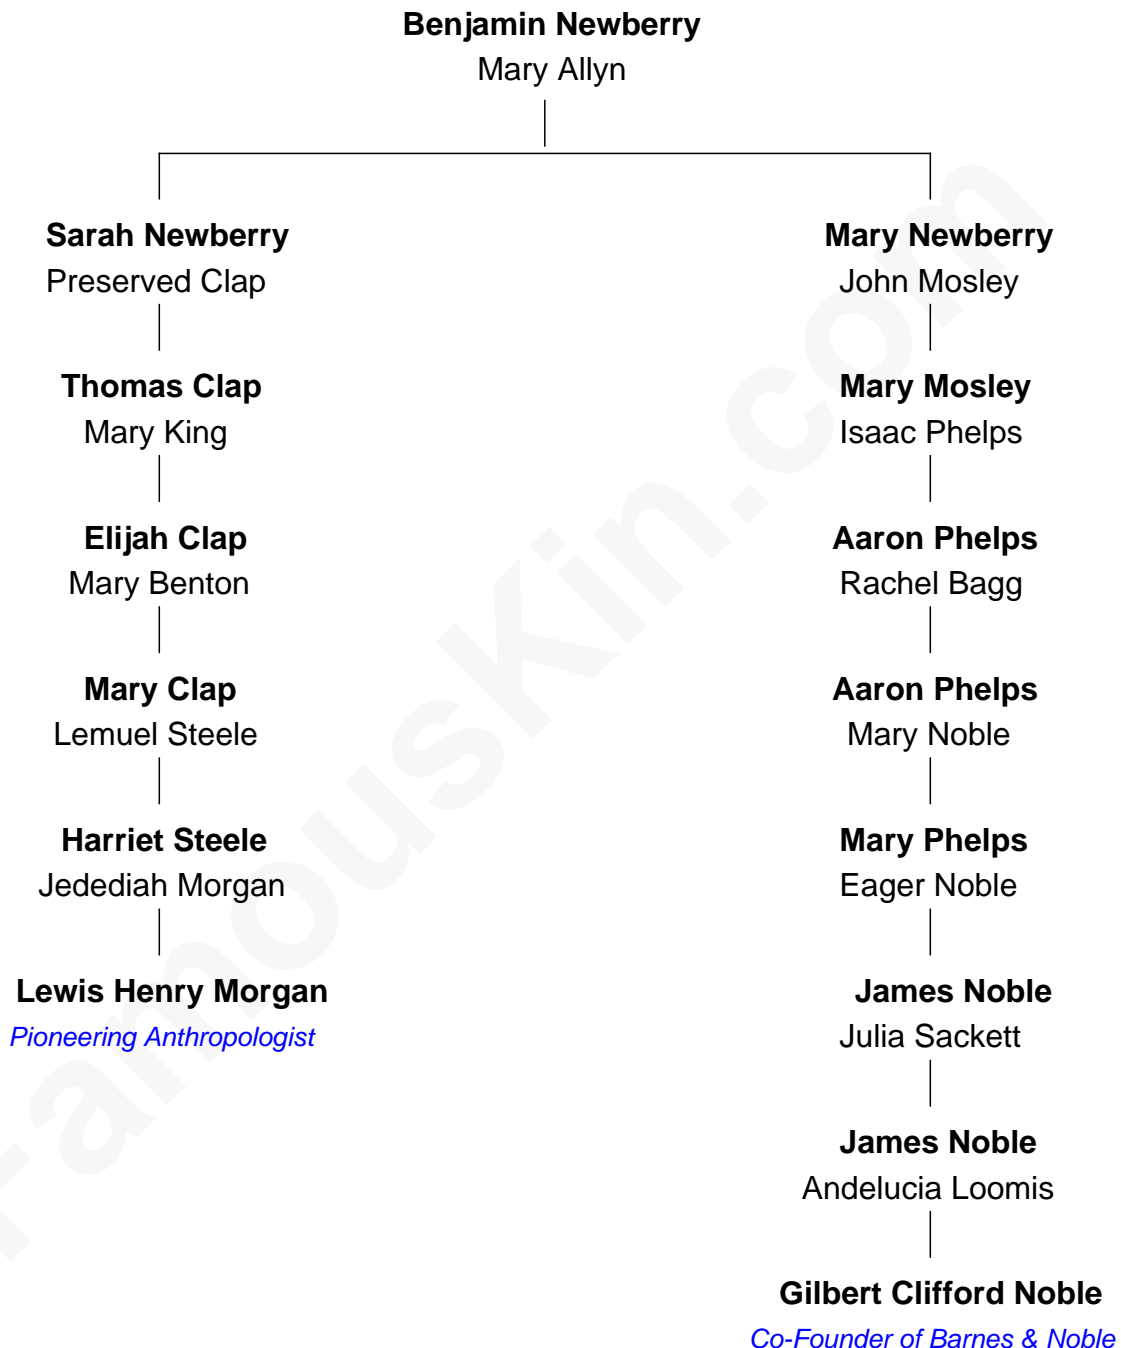 Benjamin Newberry
Mary Allyn
Sarah Newberry
Preserved Clap
Thomas Clap
Mary King
Elijah Clap
Mary Benton
Mary Clap
Lemuel Steele
Harriet Steele
Jedediah Morgan
Lewis Henry Morgan
Pioneering Anthropologist
Mary Newberry
John Mosley
Mary Mosley
Isaac Phelps
Aaron Phelps
Rachel Bagg
Aaron Phelps
Mary Noble
Mary Phelps
Eager Noble
James Noble
Julia Sackett
James Noble
Andelucia Loomis
Gilbert Clifford Noble
Co-Founder of Barnes & Noble
FamousKin.com